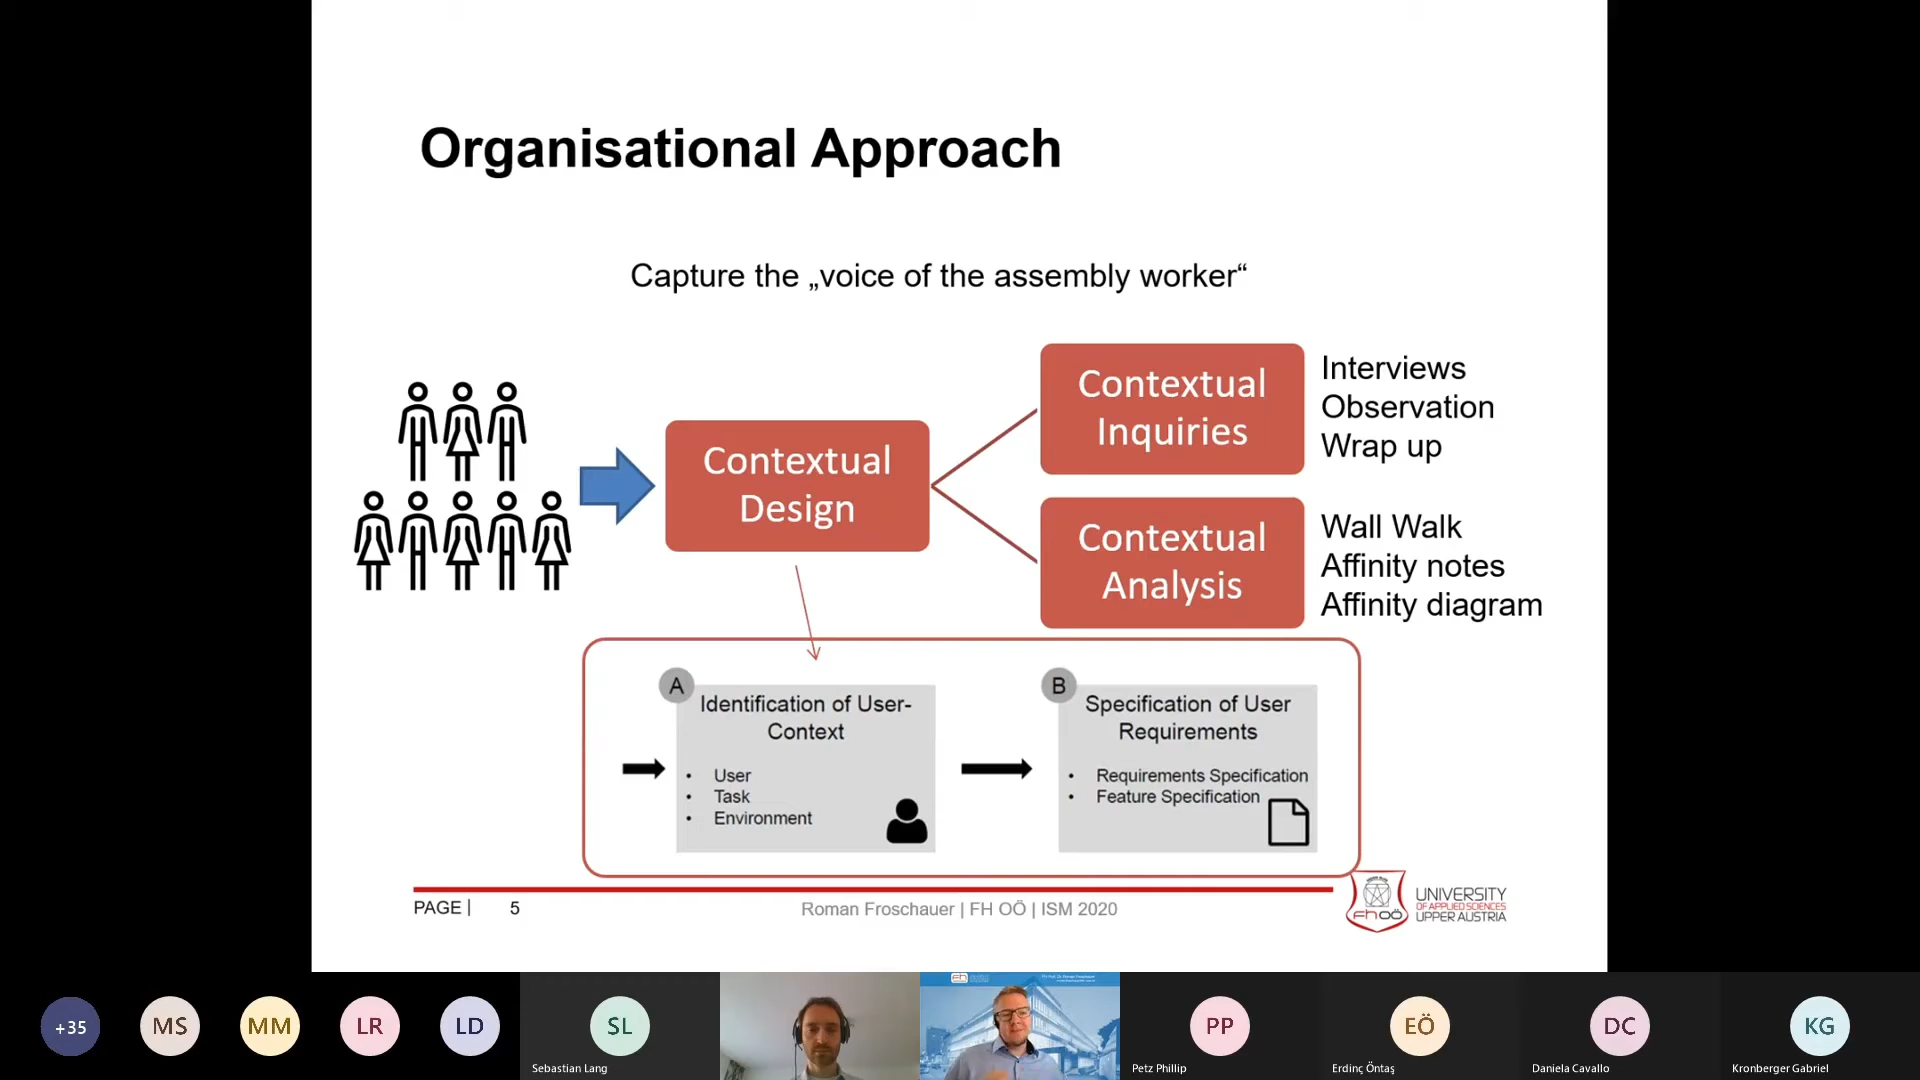 Organisational Approach
Capture the „voice of the assembly worker“
Contextual
Design
Contextual
Inquiries
Interviews
Observation
Wrap up
Contextual
Analysis
Wall Walk
Affinity notes
Affinity diagram
A
Identification of User-
Context
• User
• Task
• Environment
B
Specification of User
Requirements
• Requirements Specification
• Feature Specification
PAGE |
5
Roman Froschauer | FH OÖ | ISM 2020
fh oö
UNIVERSITY
OF APPLIED SCIENCES
UPPER AUSTRIA
+35
MS
MM
LR
LD
SL
Sebastian Lang
PP
Petz Phillip
EÖ
Erdinç Öntaş
DC
Daniela Cavallo
KG
Kronberger Gabriel